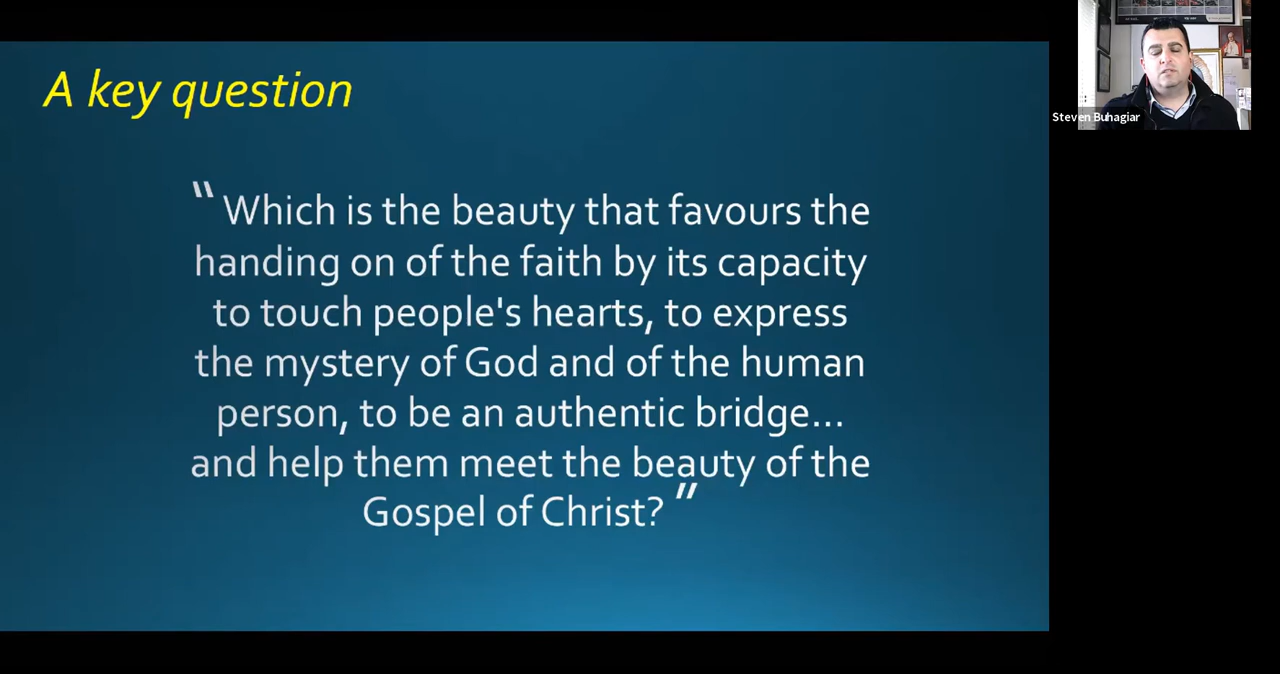 A key question
“ Which is the beauty that favours the
handing on of the faith by its capacity
to touch people's hearts, to express
the mystery of God and of the human
person, to be an authentic bridge...
and help them meet the beauty of the
Gospel of Christ? ”
Steven Buhagiar